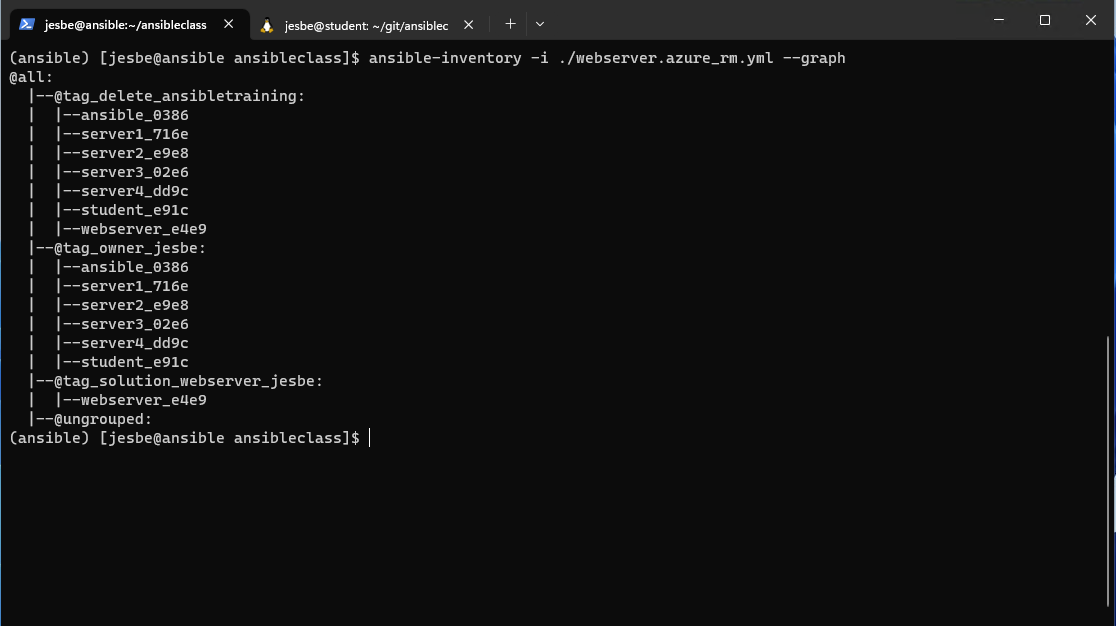 jesbe@ansible:~/ansibleclass
jesbe@student: ~/git/ansiblec
(ansible) [jesbe@ansible ansibleclass]$ ansible-inventory -i ./webserver.azure_rm.yml --graph
@all:
  |--@tag_delete_ansibletraining:
  |  |--ansible_0386
  |  |--server1_716e
  |  |--server2_e9e8
  |  |--server3_02e6
  |  |--server4_dd9c
  |  |--student_e91c
  |  |--webserver_e4e9
  |--@tag_owner_jesbe:
  |  |--ansible_0386
  |  |--server1_716e
  |  |--server2_e9e8
  |  |--server3_02e6
  |  |--server4_dd9c
  |  |--student_e91c
  |--@tag_solution_webserver_jesbe:
  |  |--webserver_e4e9
  |--@ungrouped:
(ansible) [jesbe@ansible ansibleclass]$